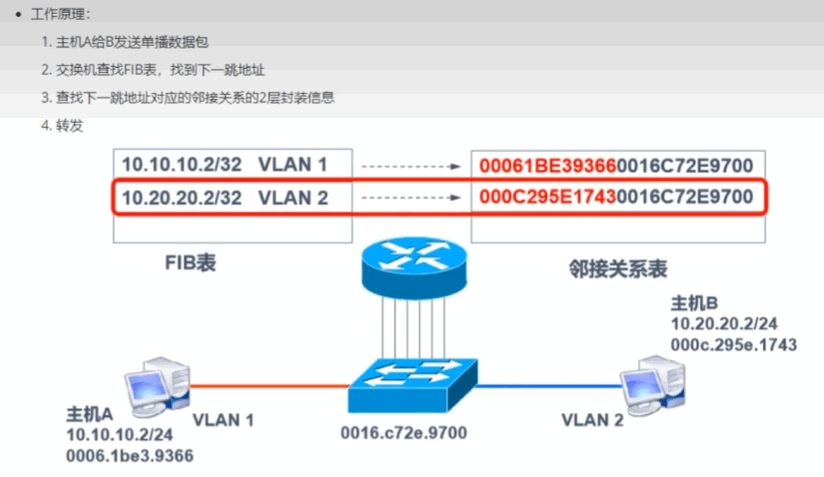 • 工作原理：
1. 主机A给B发送单播数据包
2. 交换机查找FIB表，找到下一跳地址
3. 查找下一跳地址对应的邻接关系的2层封装信息
4. 转发
10.10.10.2/32 VLAN 1 00061BE393660016C72E9700
10.20.20.2/32 VLAN 2 000C295E17430016C72E9700
FIB表 邻接关系表
主机B
10.20.20.2/24
000c.295e.1743
主机A
10.10.10.2/24
0006.1be3.9366
VLAN 1
0016.c72e.9700
VLAN 2